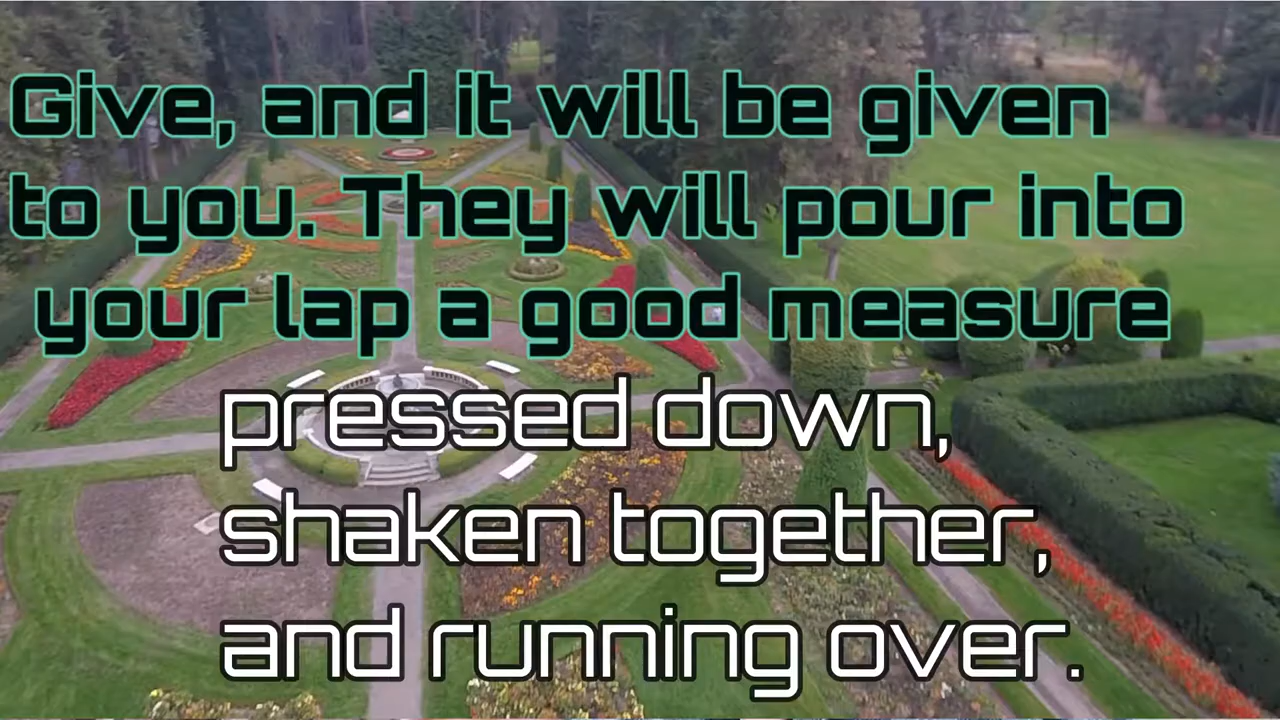 Give, and it will be given
to you. They will pour into
your lap a good measure
pressed down,
shaken together,
and running over.